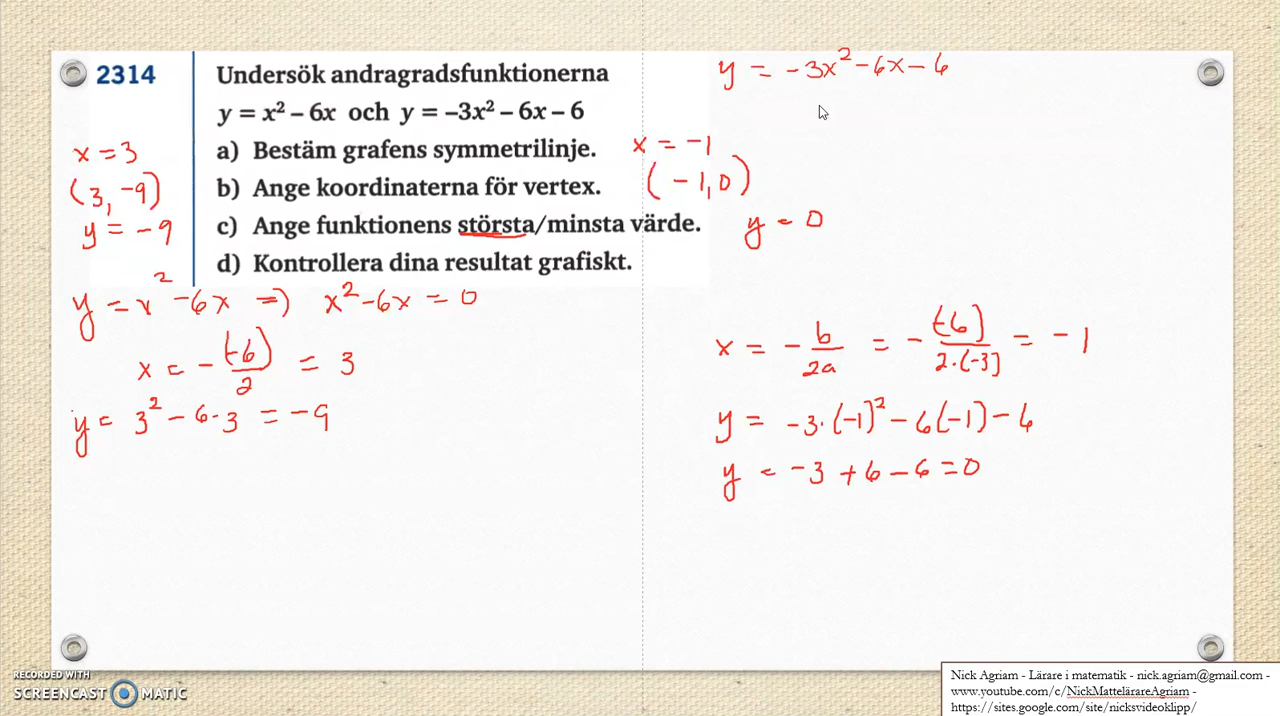 2314
Undersök andragradsfunktionerna
y = x² – 6x och y = –3x² – 6x – 6
a) Bestäm grafens symmetrilinje.
b) Ange koordinaterna för vertex.
c) Ange funktionens största/minsta värde.
d) Kontrollera dina resultat grafiskt.
x = 3
(3, -9)
y = -9
y = x² - 6x => x² - 6x = 0
x = - (-6)/2 = 3
y = 3² - 6·3 = -9
y = -3x² - 6x - 6
x = -1
(-1, 0)
y = 0
x = - b/2a = - (-6)/2·(-3) = -1
y = -3·(-1)² - 6(-1) - 6
y = -3 + 6 - 6 = 0
RECORDED WITH
SCREENCAST MATIC
Nick Agriam - Lärare i matematik - nick.agriam@gmail.com -
www.youtube.com/c/NickMattelärareAgriam -
https://sites.google.com/site/nicksvideoklipp/